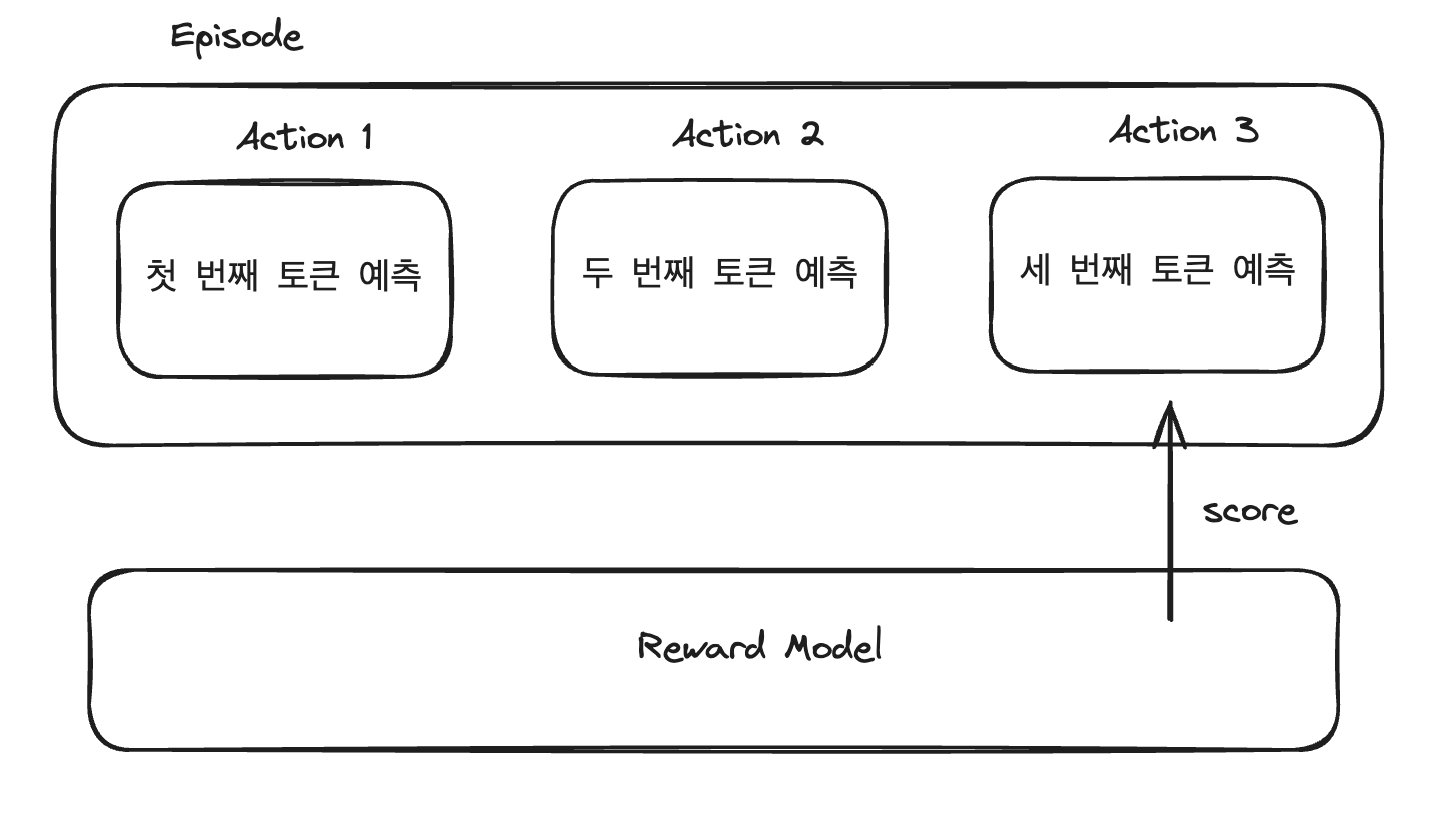 Episode
Action 1
Action 2
Action 3
첫 번째 토큰 예측
두 번째 토큰 예측
세 번째 토큰 예측
score
Reward Model